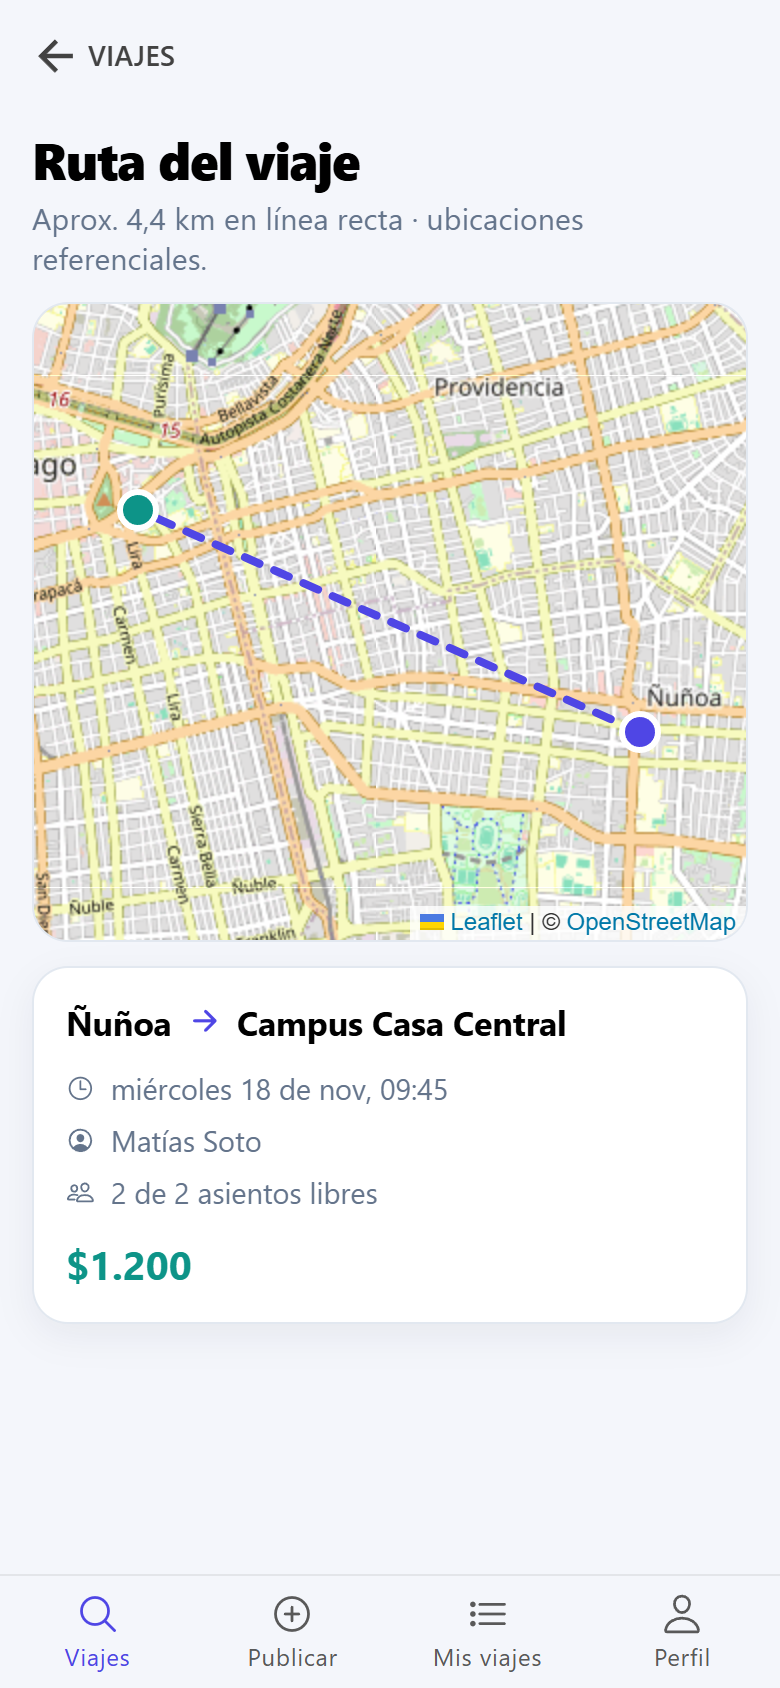 VIAJES
Ruta del viaje
Aprox. 4,4 km en línea recta · ubicaciones
referenciales.
Purísima
Bellavista
Autopista Costanera Norte
Providencia
16
15
ago
Lira
rapacá
Carmen
Lira
Ñuñoa
Sierra Bella
Carmen
San Die
Ñuble
Ñuble
Franklin
Leaflet | © OpenStreetMap
Ñuñoa → Campus Casa Central
miércoles 18 de nov, 09:45
Matías Soto
2 de 2 asientos libres
$1.200
Viajes
Publicar
Mis viajes
Perfil